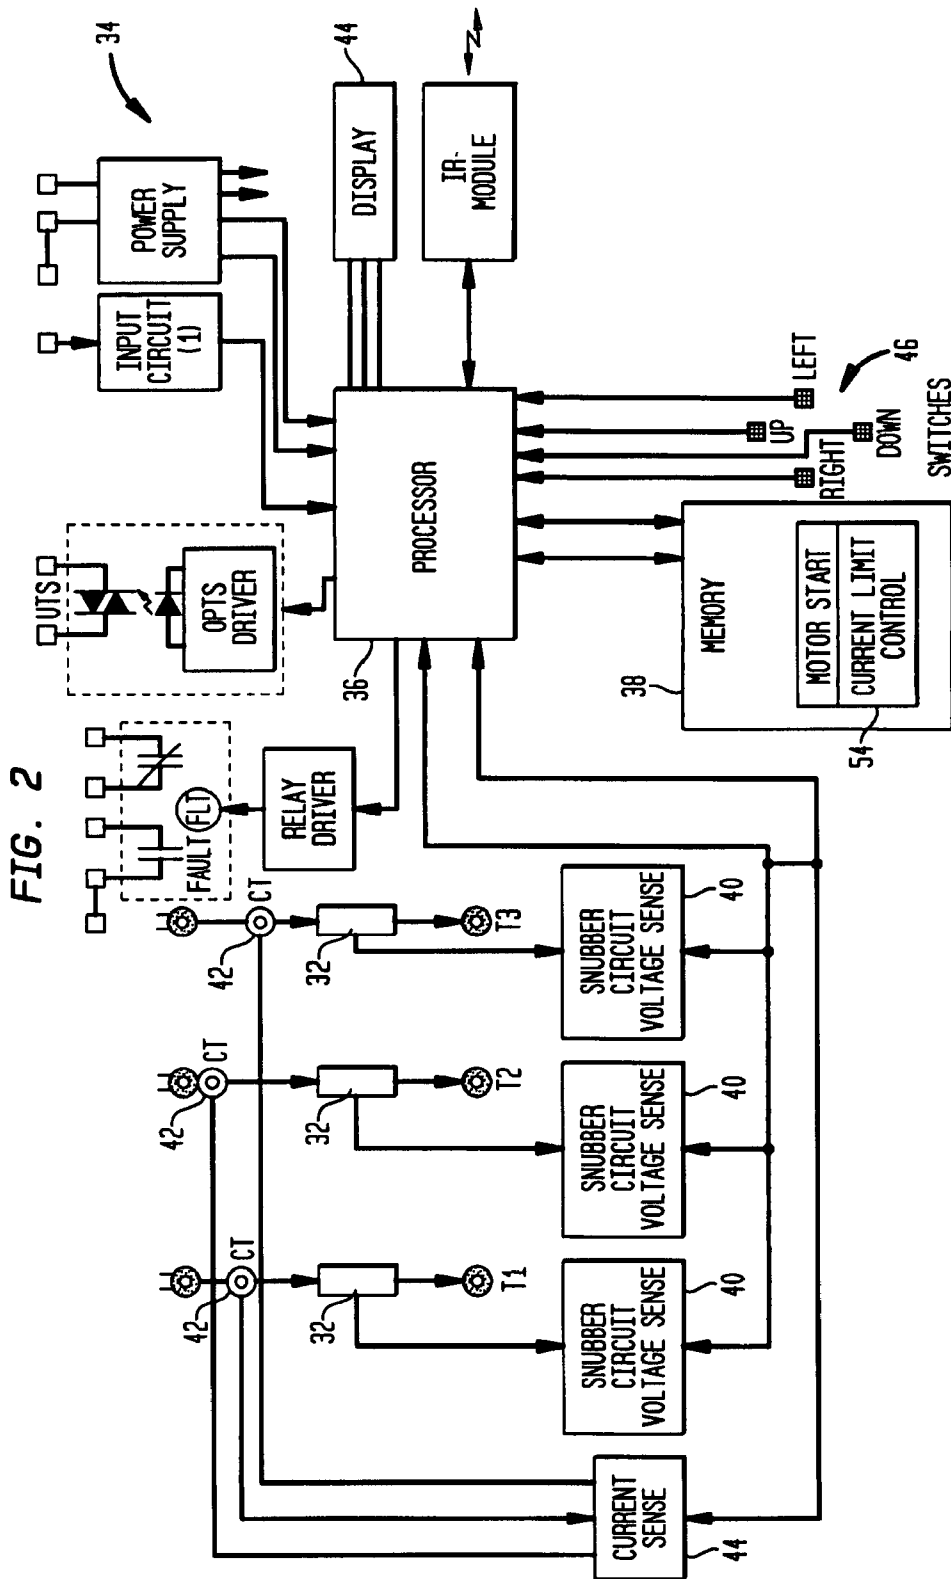 FIG. 2
34
POWER
SUPPLY
INPUT
CIRCUIT
(1)
VTS
OPTS
DRIVER
FAULT
FLT
RELAY
DRIVER
DISPLAY
44
IR-
MODULE
PROCESSOR
36
LEFT
UP
RIGHT
DOWN
46
SWITCHES
MEMORY
38
MOTOR START
CURRENT LIMIT
CONTROL
54
CT
42
32
T3
CT
42
32
T2
CT
42
32
T1
SNUBBER
CIRCUIT
VOLTAGE SENSE
40
SNUBBER
CIRCUIT
VOLTAGE SENSE
40
SNUBBER
CIRCUIT
VOLTAGE SENSE
40
CURRENT
SENSE
44